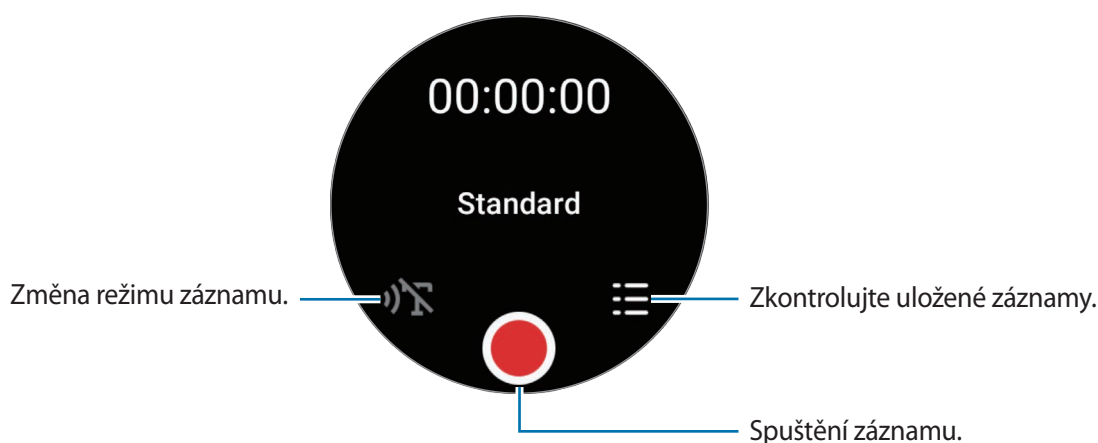 00:00:00
Standard
Změna režimu záznamu.
Zkontrolujte uložené záznamy.
Spuštění záznamu.